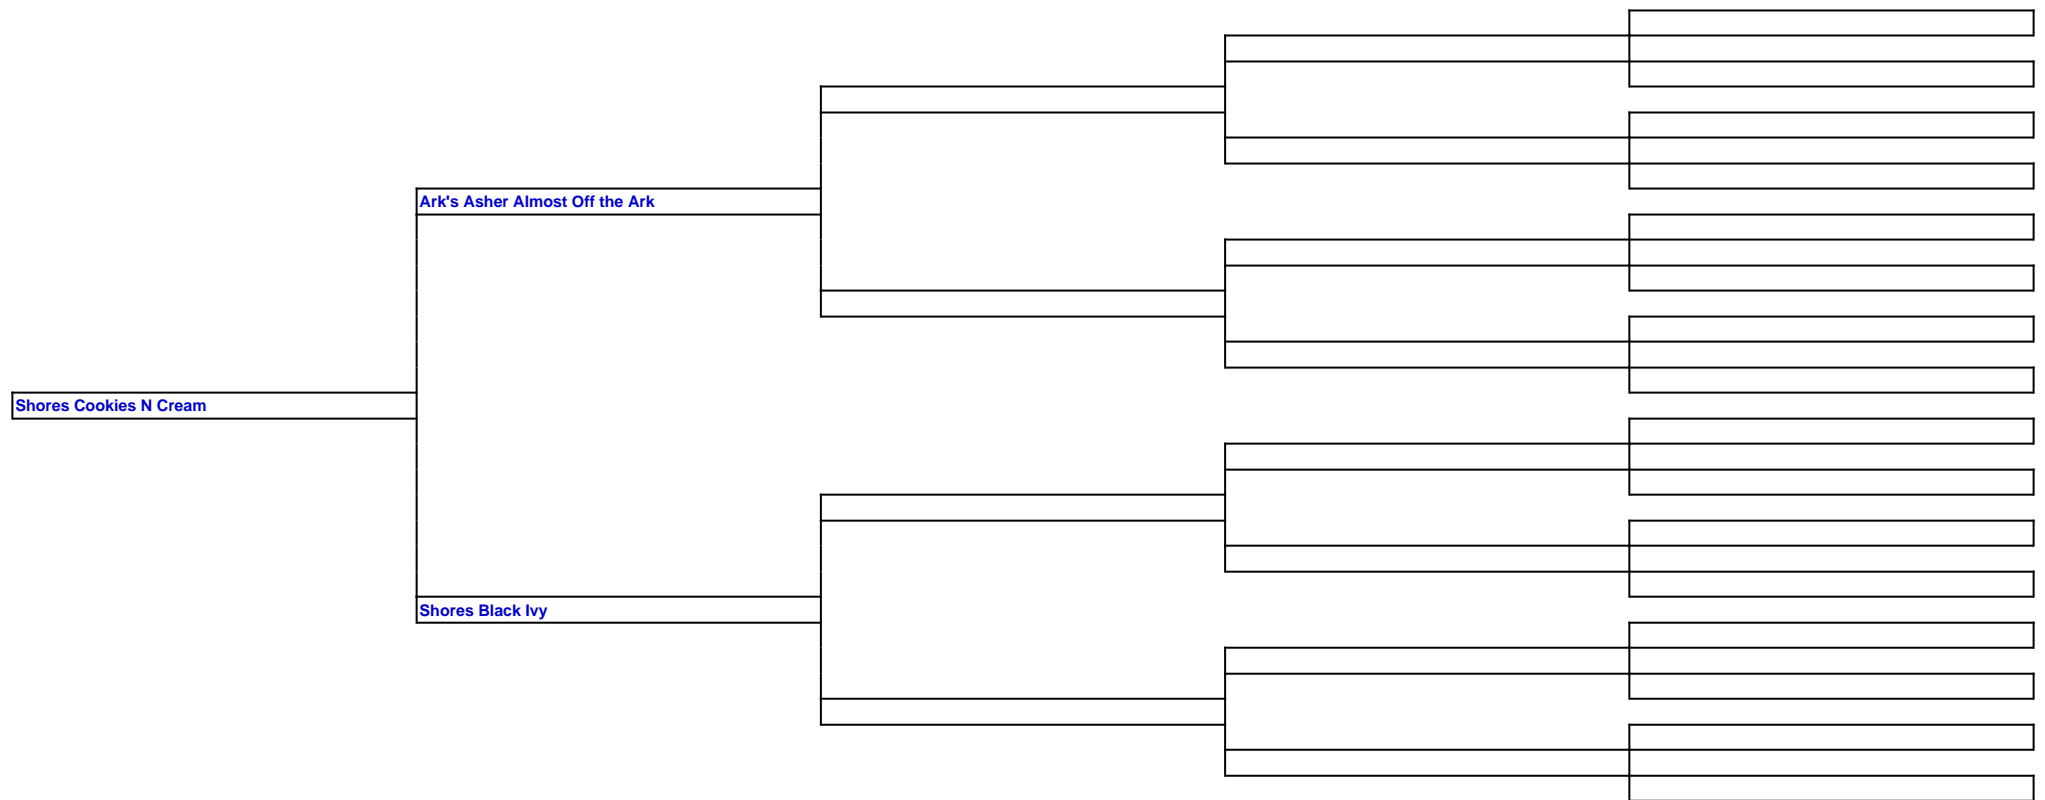 Ark's Asher Almost Off the Ark
Shores Cookies N Cream
Shores Black Ivy